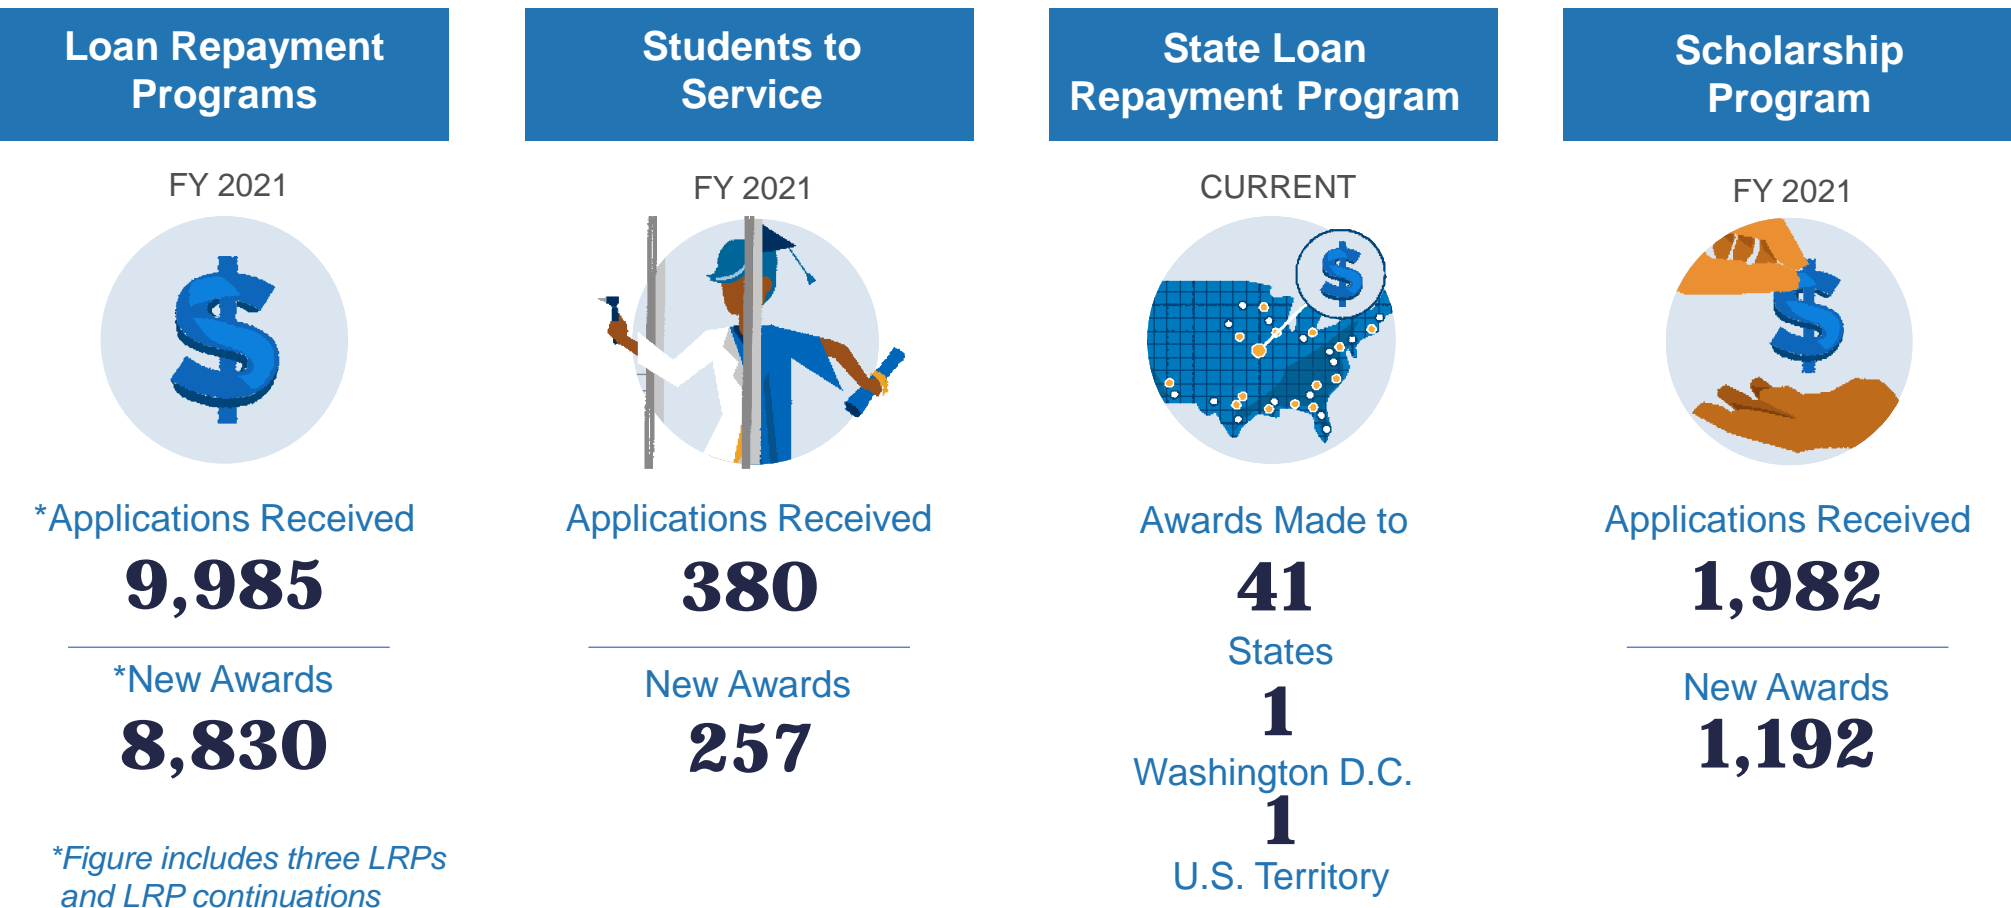 Loan Repayment
Programs
FY 2021
*Applications Received
9,985
*New Awards
8,830
*Figure includes three LRPs
and LRP continuations
Students to
Service
FY 2021
Applications Received
380
New Awards
257
State Loan
Repayment Program
CURRENT
$
Awards Made to
41
States
1
Washington D.C.
1
U.S. Territory
Scholarship
Program
FY 2021
Applications Received
1,982
New Awards
1,192